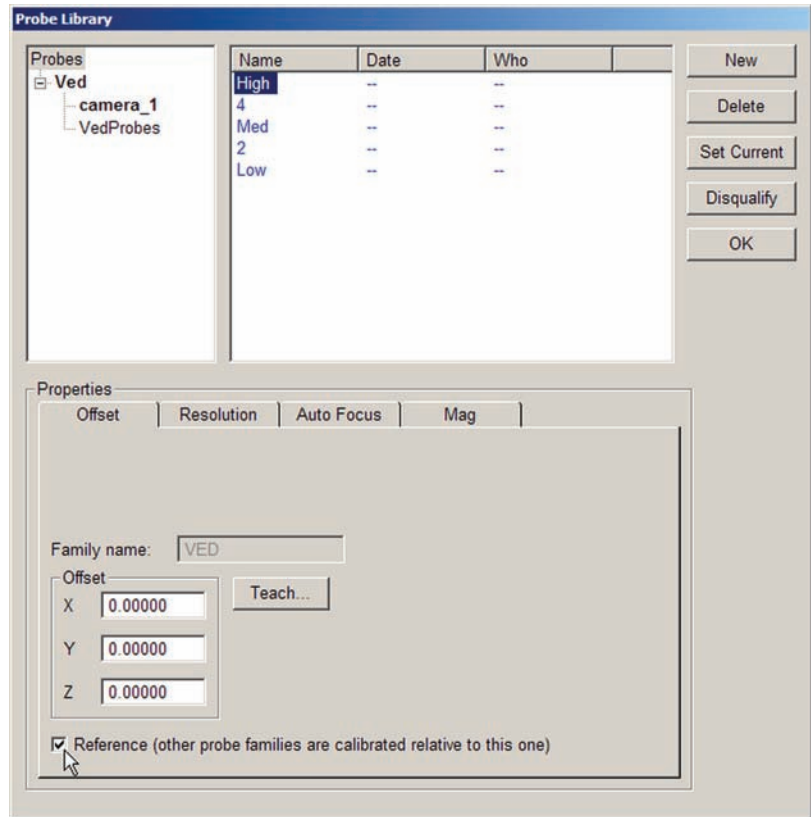 Probe Library
Probes
Ved
camera_1
VedProbes
Name Date Who
High -- --
4 -- --
Med -- --
2 -- --
Low -- --
New
Delete
Set Current
Disqualify
OK
Properties
Offset Resolution Auto Focus Mag
Family name: VED
Offset
X 0.00000
Teach...
Y 0.00000
Z 0.00000
Reference (other probe families are calibrated relative to this one)